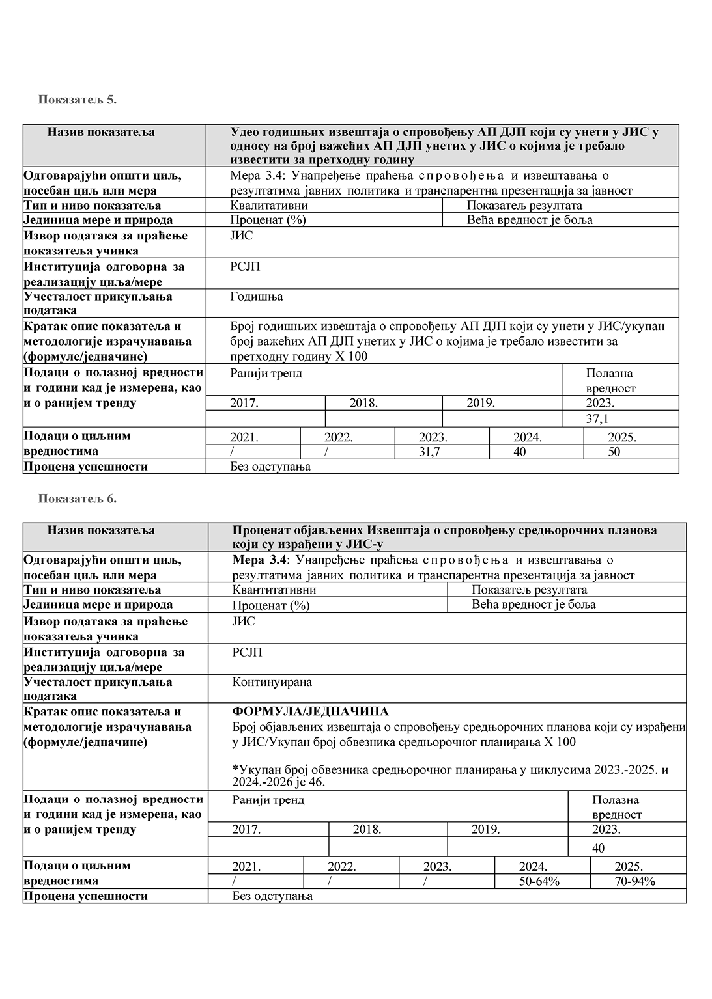 Показатељ 5.
Назив показатеља
Удео годишњих извештаја о спровођењу АП ДЈП који су унети у ЈИС у
односу на број важећих АП ДЈП унетих у ЈИС о којима је требало
известити за претходну годину
Одговарајући општи циљ,
посебан циљ или мера
Мера 3.4: Унапређење праћења спровођења и извештавања о
резултатима јавних политика и транспарентна презентација за јавност
Тип и ниво показатеља
Квалитативни
Показатељ резултата
Јединица мере и природа
Проценат (%)
Већа вредност је боља
Извор података за праћење
показатеља учинка
ЈИС
Институција одговорна за
реализацију циља/мере
РСЈП
Учесталост прикупљања
података
Годишња
Кратак опис показатеља и
методологије израчунавања
(формуле/једначине)
Број годишњих извештаја о спровођењу АП ДЈП који су унети у ЈИС/укупан
број важећих АП ДЈП унетих у ЈИС о којима је требало известити за
претходну годину X 100
Подаци о полазној вредности
и години кад је измерена, као
и о ранијем тренду
Ранији тренд
Полазна
вредност
2017.
2018.
2019.
2023.
37,1
Подаци о циљним
вредностима
2021.
2022.
2023.
2024.
2025.
/
/
31,7
40
50
Процена успешности
Без одступања
Показатељ 6.
Назив показатеља
Проценат објављених Извештаја о спровођењу средњорочних планова
који су израђени у ЈИС-у
Одговарајући општи циљ,
посебан циљ или мера
Мера 3.4: Унапређење праћења спровођења и извештавања о
резултатима јавних политика и транспарентна презентација за јавност
Тип и ниво показатеља
Квантитативни
Показатељ резултата
Јединица мере и природа
Проценат (%)
Већа вредност је боља
Извор података за праћење
показатеља учинка
ЈИС
Институција одговорна за
реализацију циља/мере
РСЈП
Учесталост прикупљања
података
Континуирана
Кратак опис показатеља и
методологије израчунавања
(формуле/једначине)
ФОРМУЛА/ЈЕДНАЧИНА
Број објављених извештаја о спровођењу средњорочних планова који су израђени
у ЈИС/Укупан број обвезника средњорочног планирања X 100
*Укупан број обвезника средњорочног планирања у циклусима 2023.-2025. и
2024.-2026 је 46.
Подаци о полазној вредности
и години кад је измерена, као
и о ранијем тренду
Ранији тренд
Полазна
вредност
2017.
2018.
2019.
2023.
40
Подаци о циљним
вредностима
2021.
2022.
2023.
2024.
2025.
/
/
/
50-64%
70-94%
Процена успешности
Без одступања